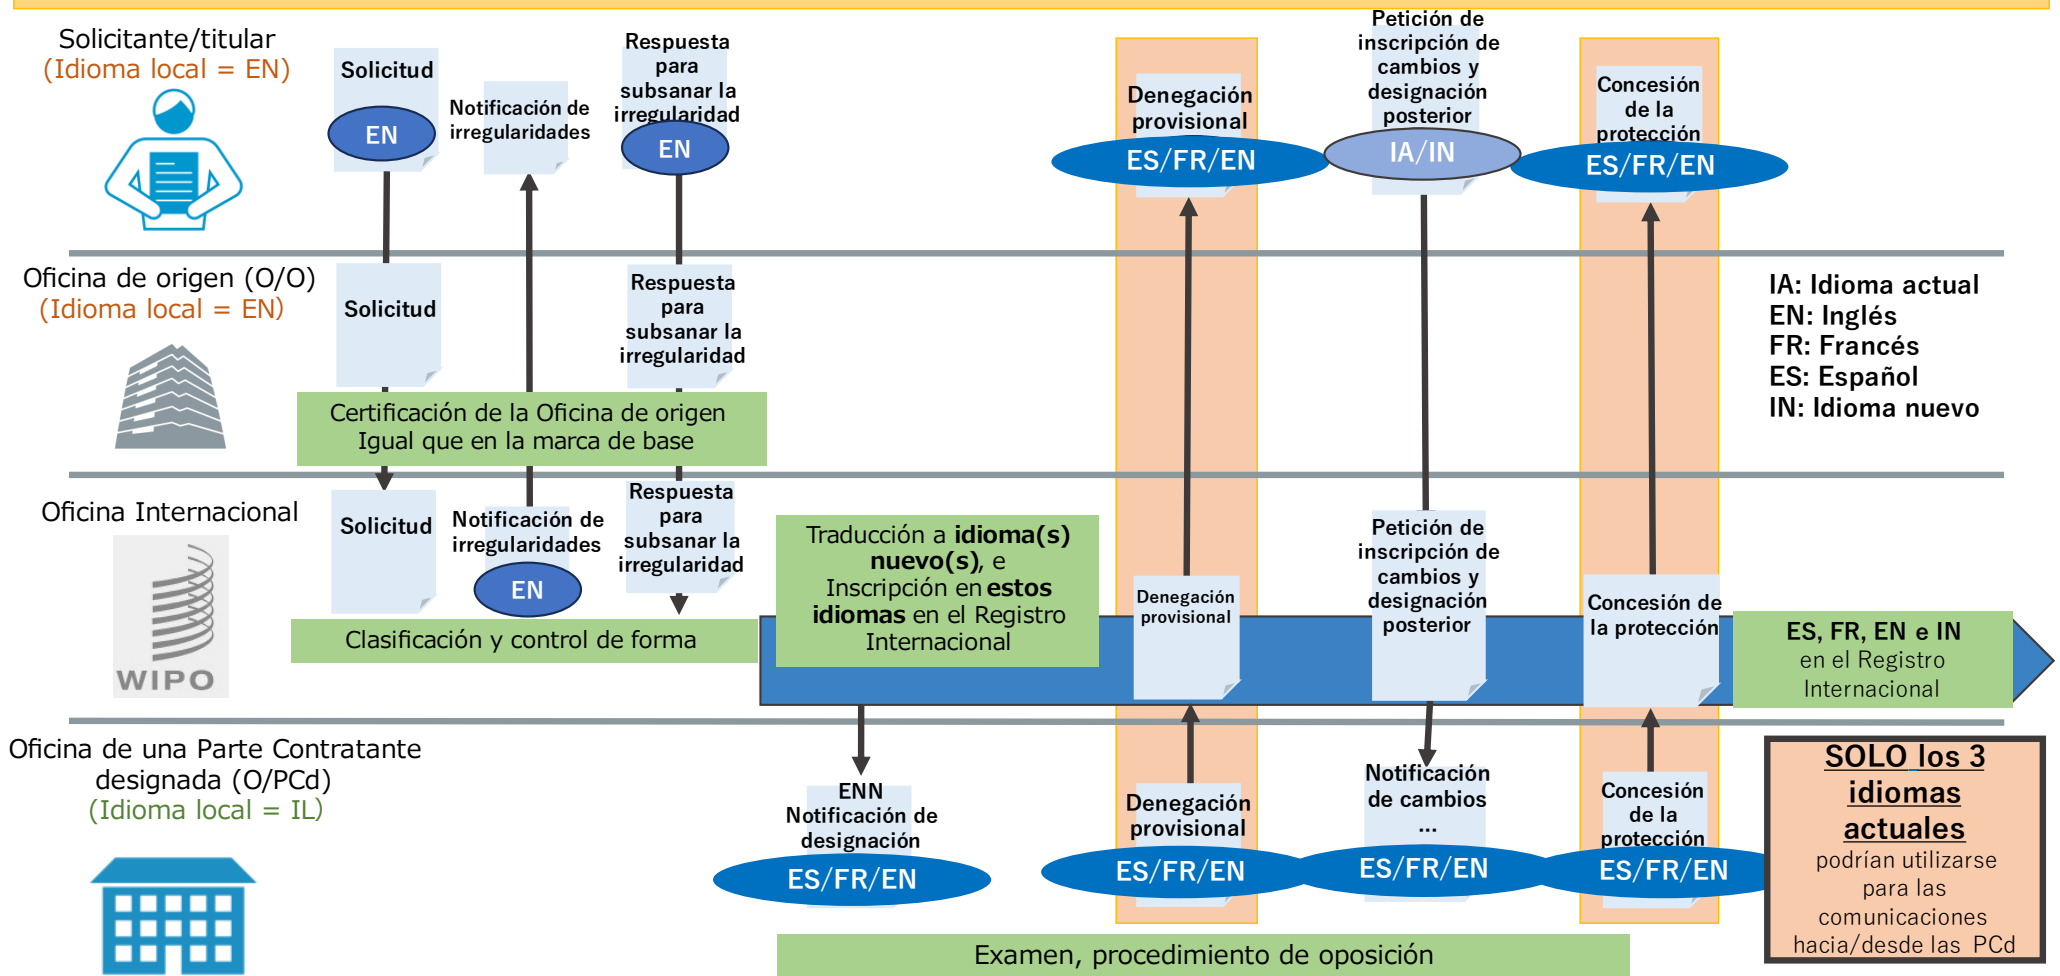 Solicitante/titular
(Idioma local = EN)
Solicitud
EN
Notificación de
irregularidades
Respuesta
para
subsanar la
irregularidad
EN
Denegación
provisional
ES/FR/EN
Petición de
inscripción de
cambios y
designación
posterior
IA/IN
Concesión
de la
protección
ES/FR/EN
Oficina de origen (O/O)
(Idioma local = EN)
Solicitud
Respuesta
para
subsanar la
irregularidad
Certificación de la Oficina de origen
Igual que en la marca de base
IA: Idioma actual
EN: Inglés
FR: Francés
ES: Español
IN: Idioma nuevo
Oficina Internacional
WIPO
Solicitud
Notificación de
irregularidades
EN
Respuesta
para
subsanar la
irregularidad
Clasificación y control de forma
Traducción a idioma(s)
nuevo(s), e
Inscripción en estos
idiomas en el Registro
Internacional
Denegación
provisional
Petición de
inscripción de
cambios y
designación
posterior
Concesión de
la protección
ES, FR, EN e IN
en el Registro
Internacional
Oficina de una Parte Contratante
designada (O/PCd)
(Idioma local = IL)
ENN
Notificación de
designación
ES/FR/EN
Denegación
provisional
ES/FR/EN
Notificación
de cambios
...
ES/FR/EN
Concesión
de la
protección
ES/FR/EN
SOLO los 3
idiomas
actuales
podrían utilizarse
para las
comunicaciones
hacia/desde las PCd
Examen, procedimiento de oposición